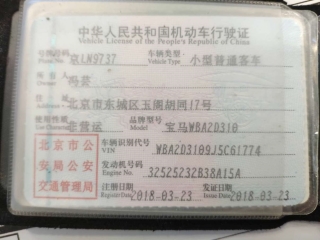 中华人民共和国机动车行驶证
Vehicle License of the People's Republic of China
号牌号码 京LW9737 车辆类型 小型普通客车
Plate No. Vehicle Type
所有人 冯芸
住址 北京市东城区玉阁胡同17号
使用性质 非营运 品牌型号 宝马WBA2D310
Use Character Model
北京市公
安局公安
交通管理局
车辆识别代号 WBA2D3109J5C61774
VIN
发动机号码 32525232B38A15A
Engine No.
注册日期 2018-03-23 发证日期 2018-03-23
Register Date Issue Date